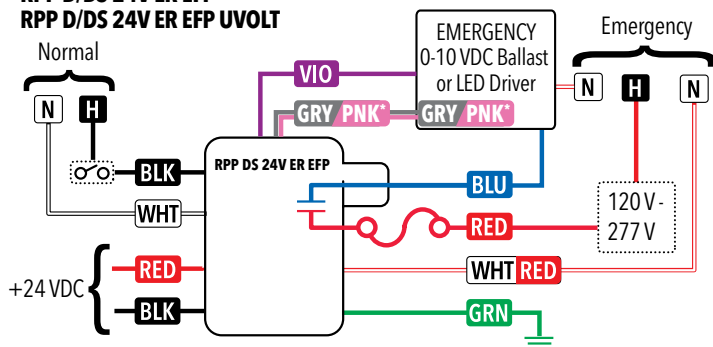 RPP D/DS 24V ER EFP UVOLT
Normal
N H
BLK
WHT
+24 VDC
RED
BLK
VIO
GRY/PNK* GRY/PNK*
RPP DS 24V ER EFP
EMERGENCY
0-10 VDC Ballast
or LED Driver
Emergency
N H N
BLU
RED
120 V -
277 V
WHT RED
GRN